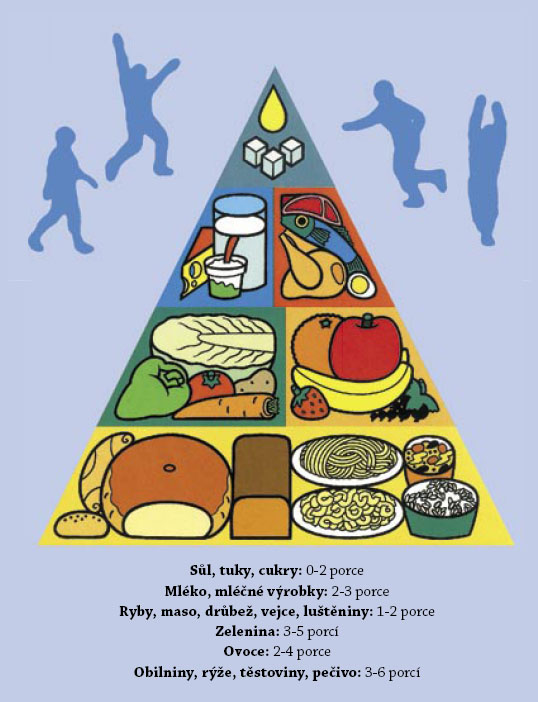 Sůl, tuky, cukry: 0-2 porce
Mléko, mléčné výrobky: 2-3 porce
Ryby, maso, drůbež, vejce, luštěniny: 1-2 porce
Zelenina: 3-5 porcí
Ovoce: 2-4 porce
Obilniny, rýže, těstoviny, pečivo: 3-6 porcí